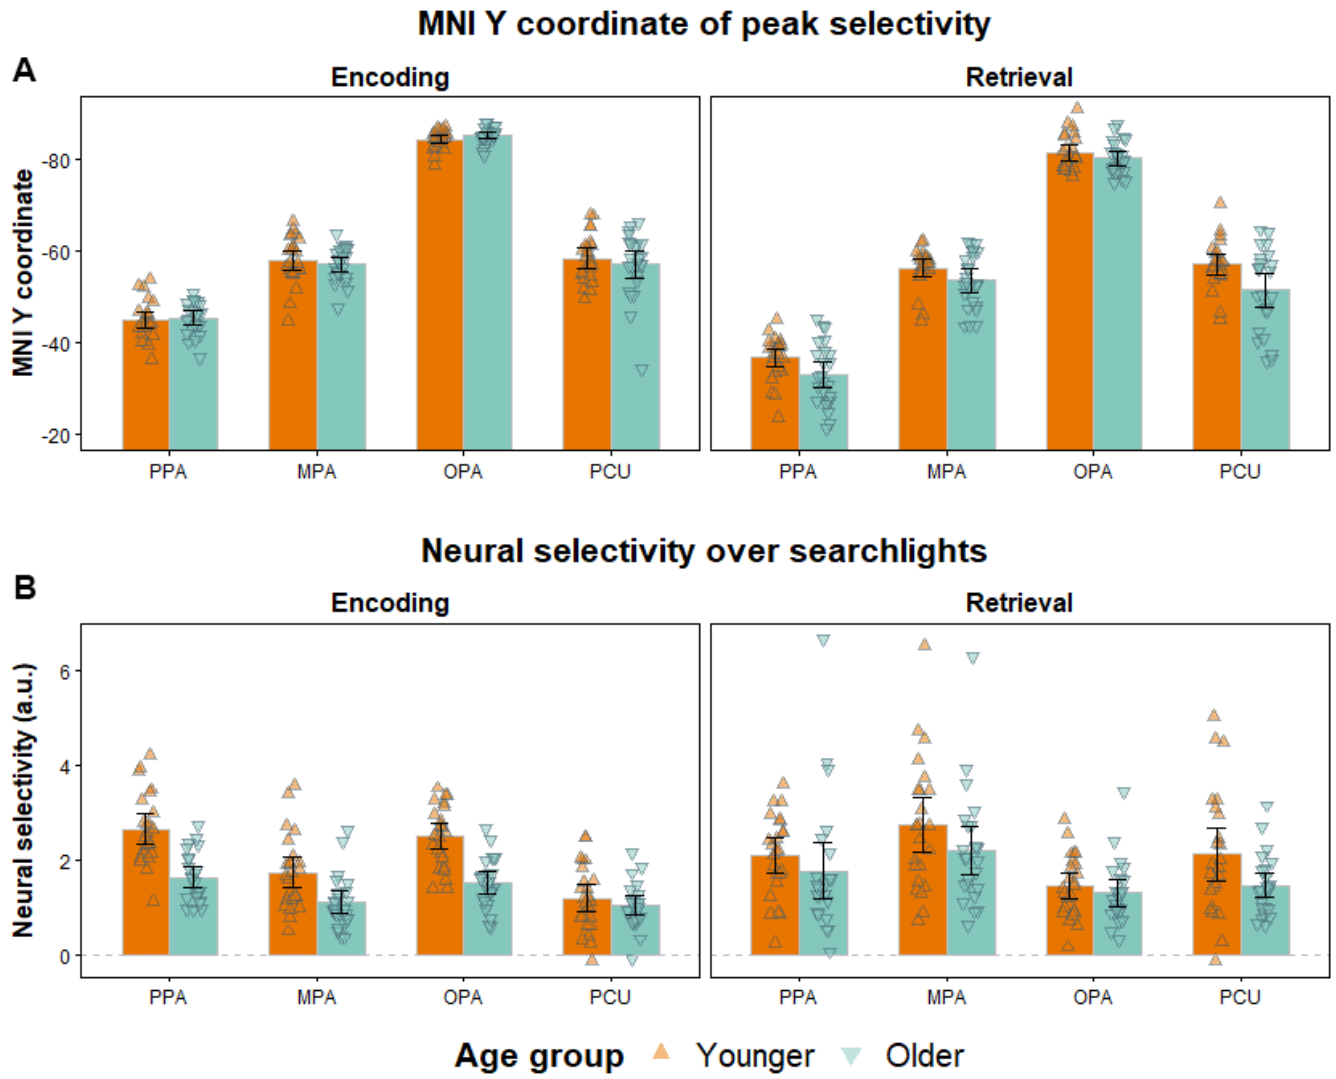 MNI Y coordinate of peak selectivity
A
Encoding
Retrieval
MNI Y coordinate
-80
-60
-40
-20
PPA
MPA
OPA
PCU
PPA
MPA
OPA
PCU
Neural selectivity over searchlights
B
Encoding
Retrieval
Neural selectivity (a.u.)
6
4
2
0
PPA
MPA
OPA
PCU
PPA
MPA
OPA
PCU
Age group
Younger
Older